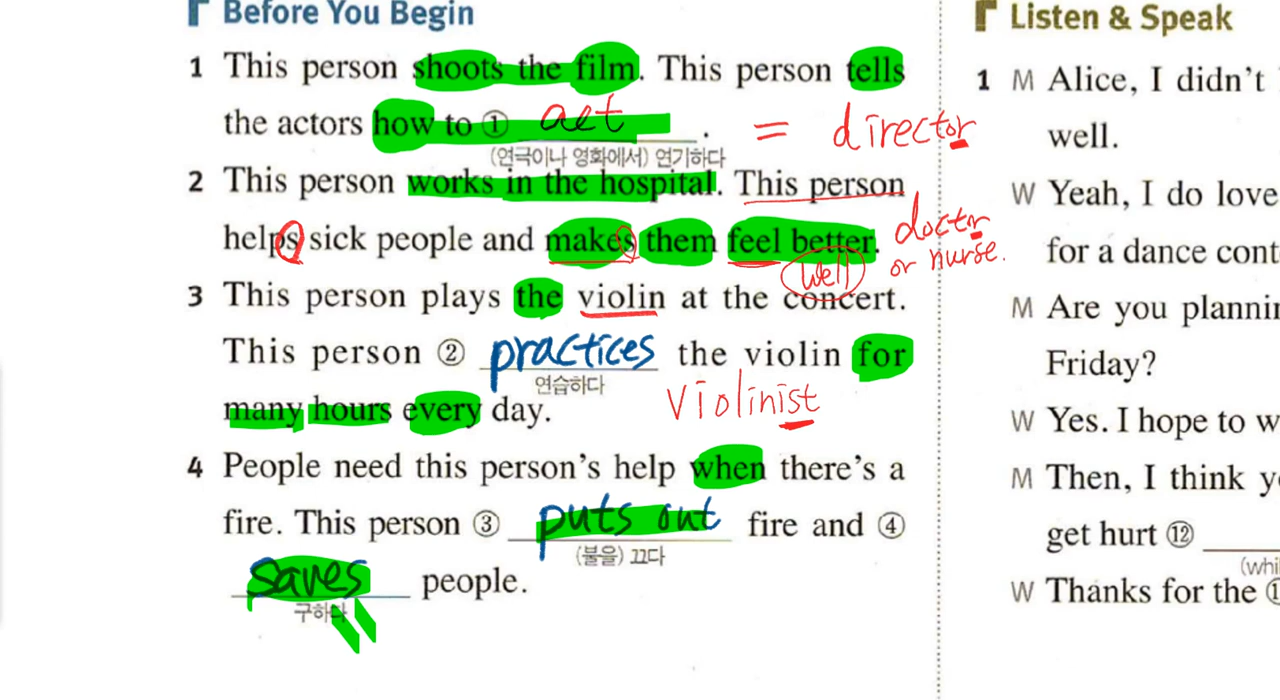 Before You Begin
1 This person shoots the film. This person tells
the actors how to ① act . = director
(연극이나 영화에서) 연기하다
2 This person works in the hospital. This person
helps sick people and makes them feel better. doctor
or nurse.
well
3 This person plays the violin at the concert.
This person ② practices the violin for
연습하다
many hours every day. violinist
4 People need this person's help when there's a
fire. This person ③ puts out fire and ④
(불을) 끄다
saves people.
구하다
Listen & Speak
1 M Alice, I didn't
well.
W Yeah, I do love
for a dance
M Are you
Friday?
W Yes. I hope to
M Then, I think
get hurt ⑫
W Thanks for the